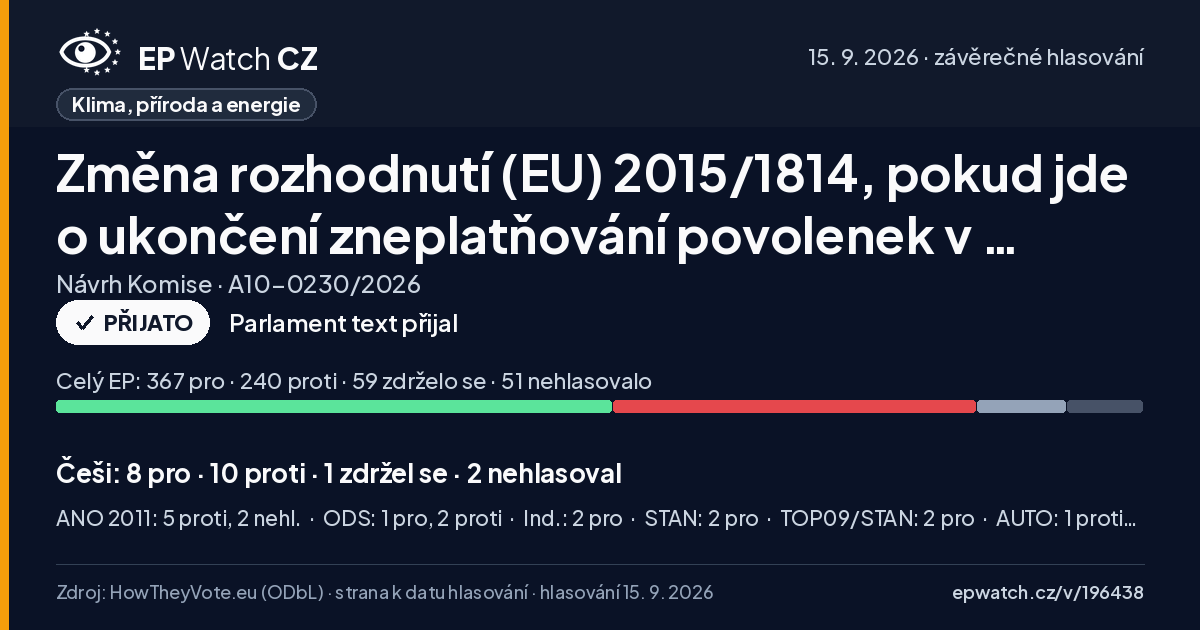 EP Watch CZ
15. 9. 2026 · závěrečné hlasování
Klima, příroda a energie
Změna rozhodnutí (EU) 2015/1814, pokud jde
o ukončení zneplatňování povolenek v …
Návrh Komise · A10-0230/2026
✓ PŘIJATO Parlament text přijal
Celý EP: 367 pro · 240 proti · 59 zdrželo se · 51 nehlasovalo
Češi: 8 pro · 10 proti · 1 zdržel se · 2 nehlasoval
ANO 2011: 5 proti, 2 nehl. · ODS: 1 pro, 2 proti · Ind.: 2 pro · STAN: 2 pro · TOP09/STAN: 2 pro · AUTO: 1 proti…
Zdroj: HowTheyVote.eu (ODbL) · strana k datu hlasování · hlasování 15. 9. 2026
epwatch.cz/v/196438